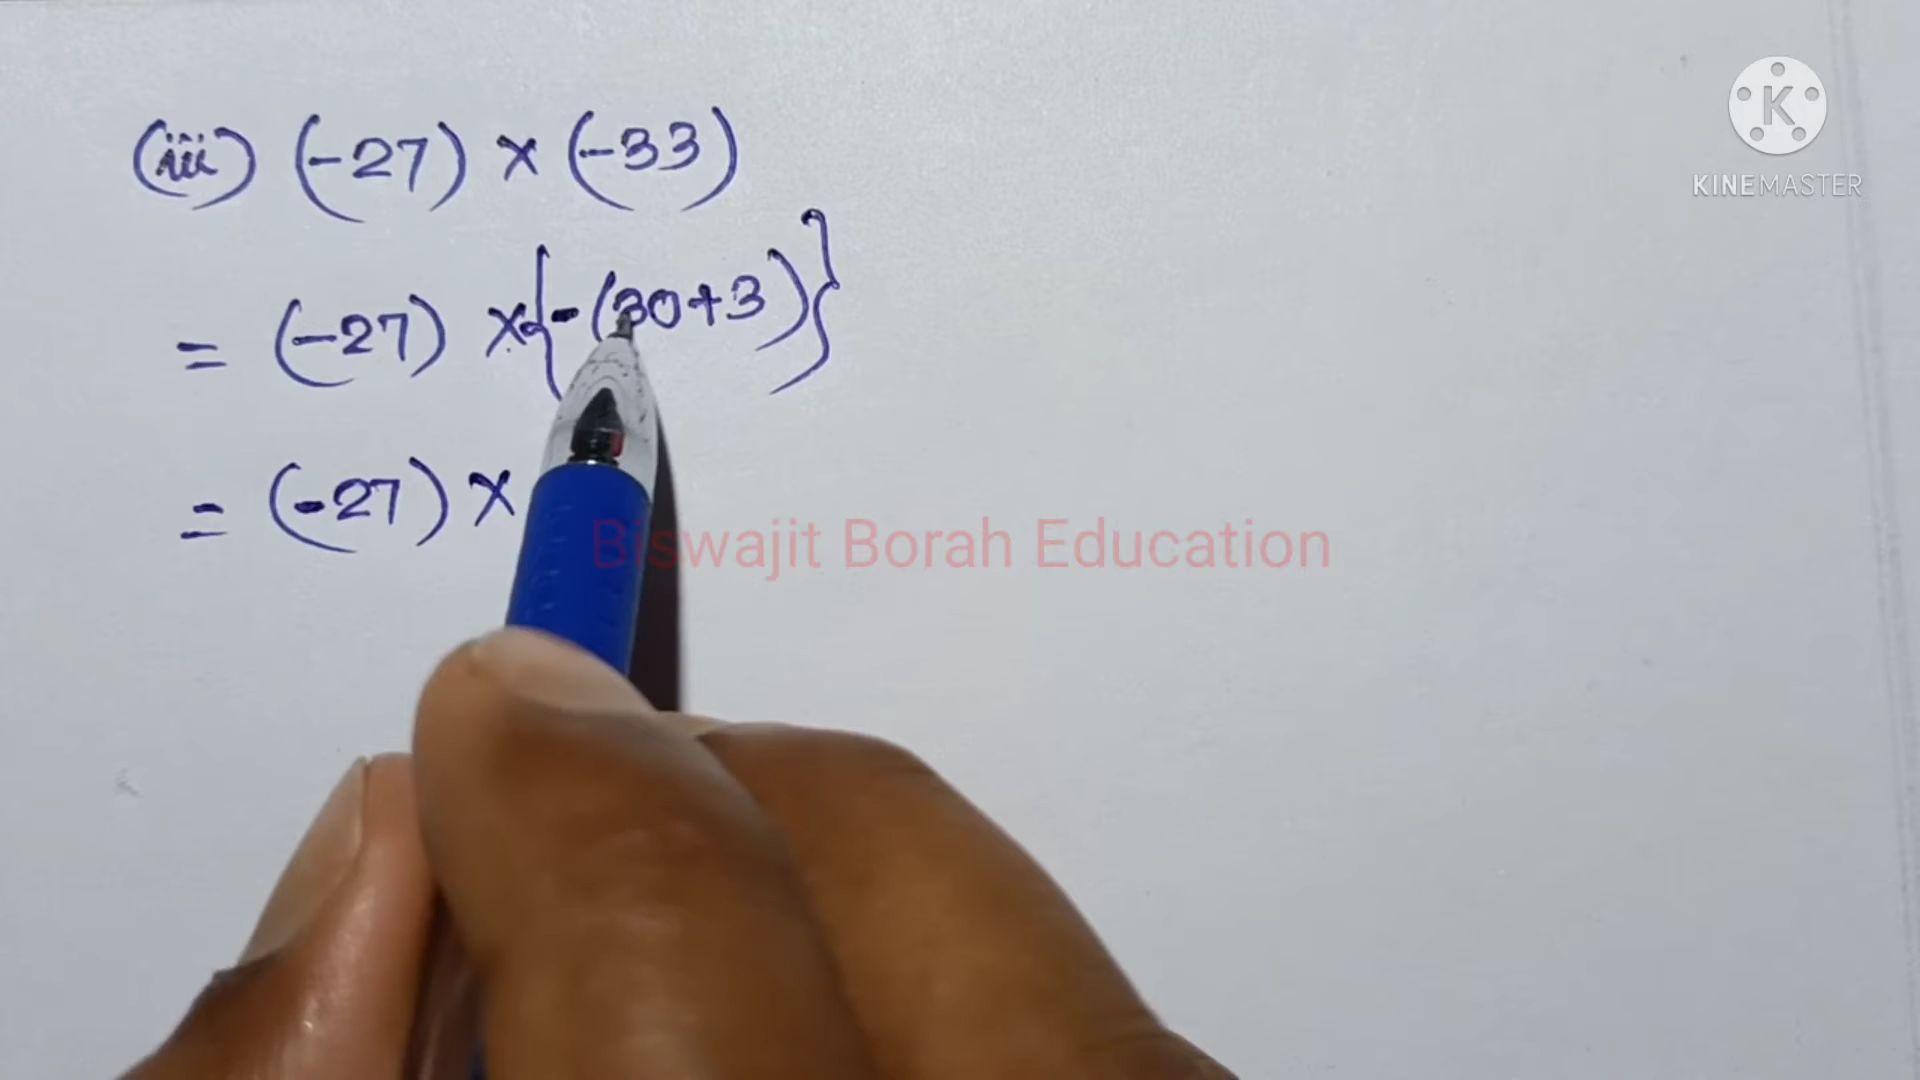 (iii) (-27) × (-33)
KINEMASTER
= (-27) × {-(30+3)}
= (-27) ×
Biswajit Borah Education